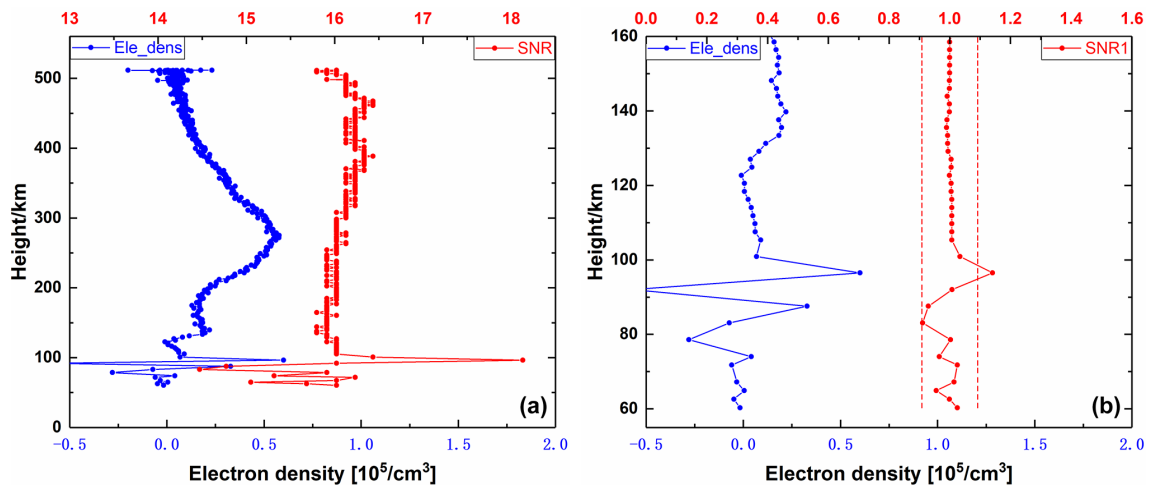 13 14 15 16 17 18
Ele_dens
SNR
500
400
300
200
100
0
Height/km
(a)
-0.5 0.0 0.5 1.0 1.5 2.0
Electron density [10⁵/cm³]
0.0 0.2 0.4 0.6 0.8 1.0 1.2 1.4 1.6
Ele_dens
SNR1
160
140
120
100
80
60
Height/km
(b)
-0.5 0.0 0.5 1.0 1.5 2.0
Electron density [10⁵/cm³]